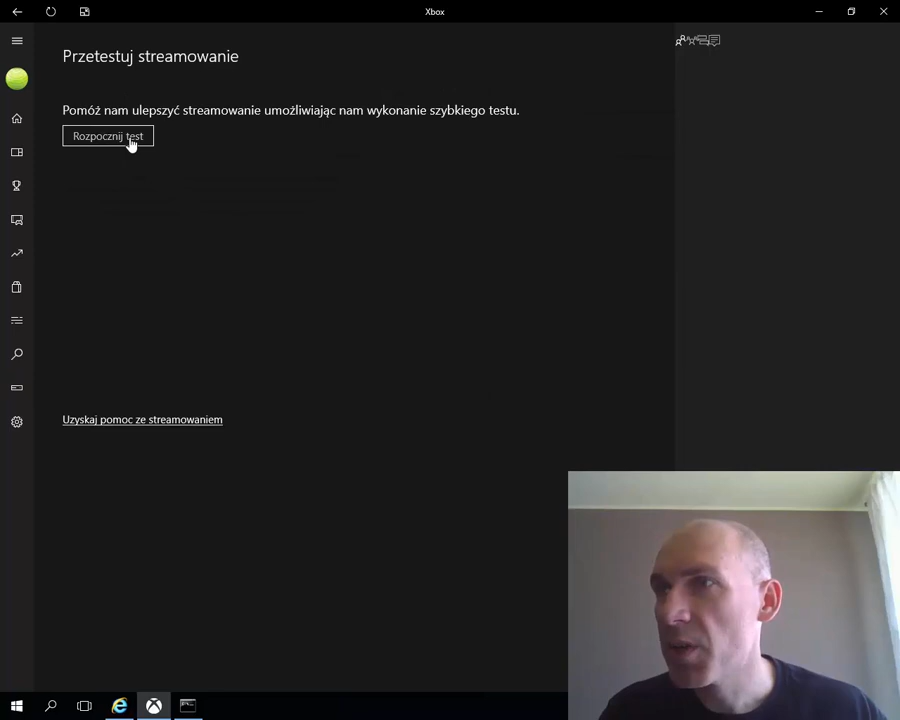 Xbox
Przetestuj streamowanie
Pomóż nam ulepszyć streamowanie umożliwiając nam wykonanie szybkiego testu.
Rozpocznij test
Uzyskaj pomoc ze streamowaniem